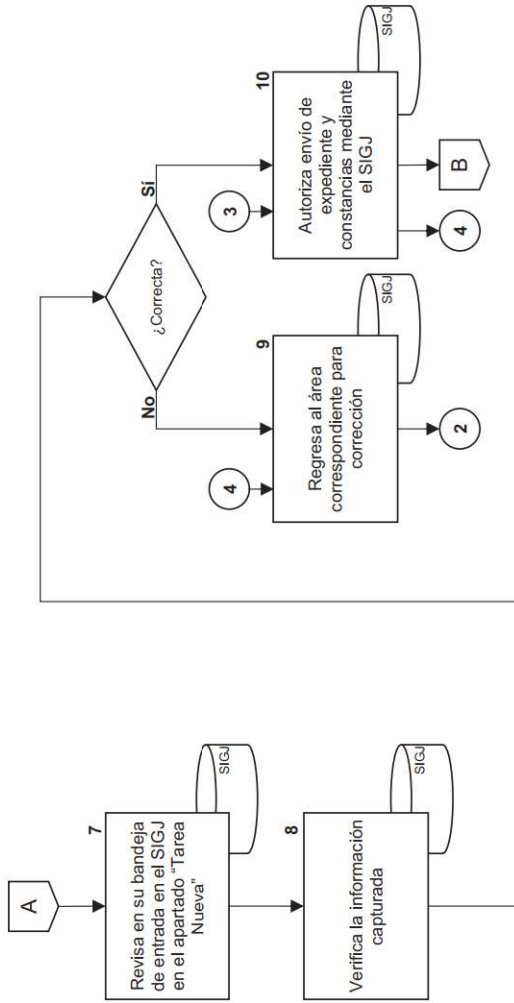 A
7
Revisa en su bandeja
de entrada en el SIGJ
en el apartado “Tarea
Nueva”
SIGJ
8
Verifica la información
capturada
SIGJ
¿Correcta?
No
Sí
4
9
Regresa al área
correspondiente para
corrección
SIGJ
2
3
10
Autoriza envío de
expediente y
constancias mediante
el SIGJ
SIGJ
4
B